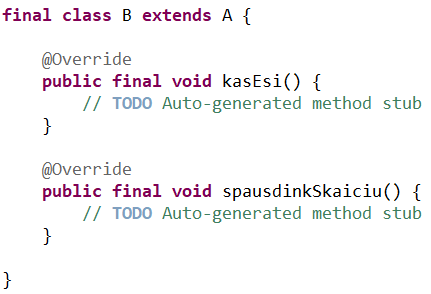 final class B extends A {
@Override
public final void kasEsi() {
// TODO Auto-generated method stub
}
@Override
public final void spausdinkSkaiciu() {
// TODO Auto-generated method stub
}
}